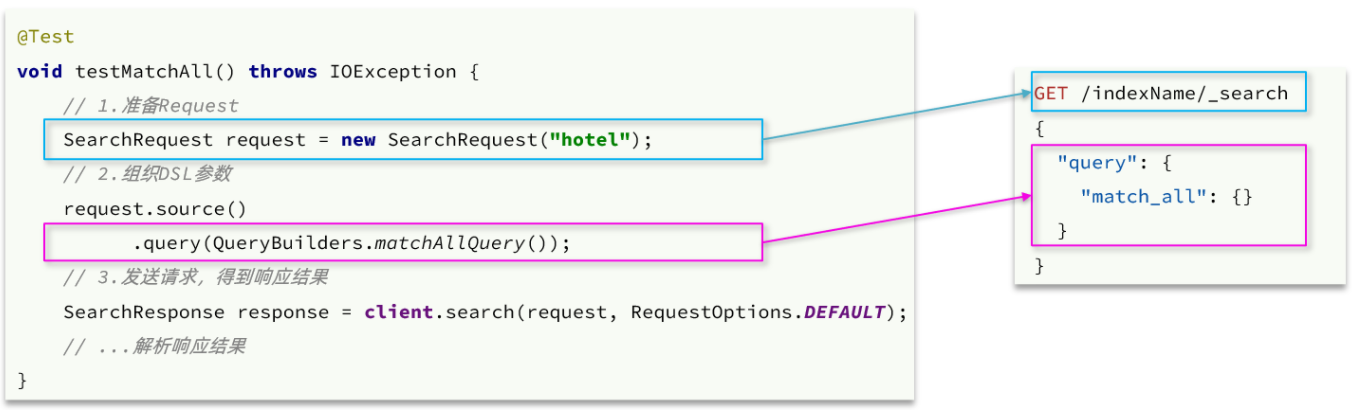 @Test
void testMatchAll() throws IOException {
// 1.准备Request
SearchRequest request = new SearchRequest("hotel");
// 2.组织DSL参数
request.source()
.query(QueryBuilders.matchAllQuery());
// 3.发送请求，得到响应结果
SearchResponse response = client.search(request, RequestOptions.DEFAULT);
// ...解析响应结果
}
GET /indexName/_search
{
"query": {
"match_all": {}
}
}